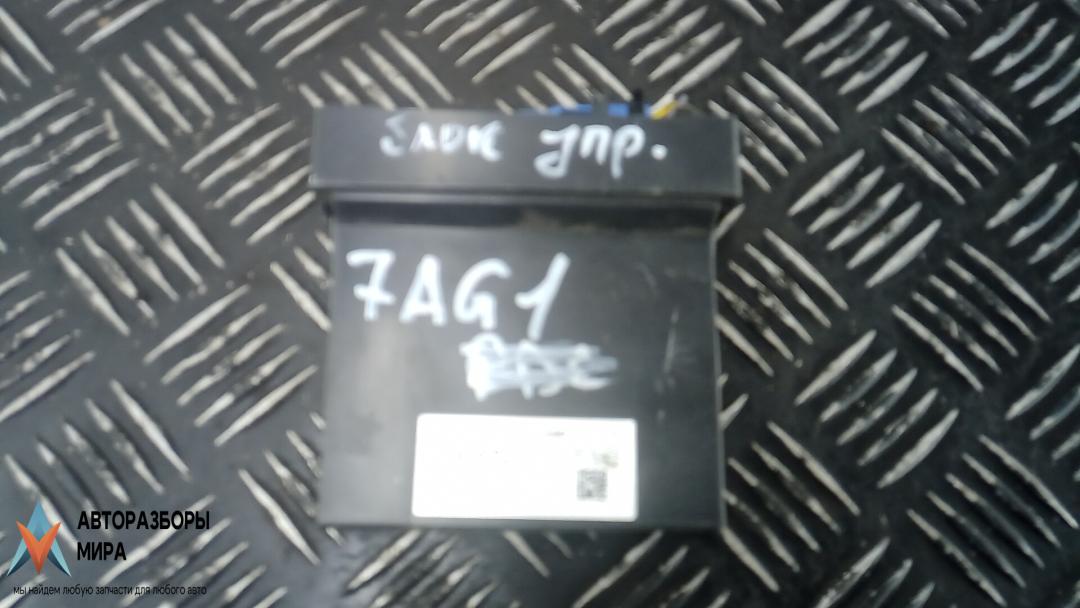 Блок упр.
7AG1
АВТОРАЗБОРЫ
МИРА
мы найдем любую запчасти для любого авто